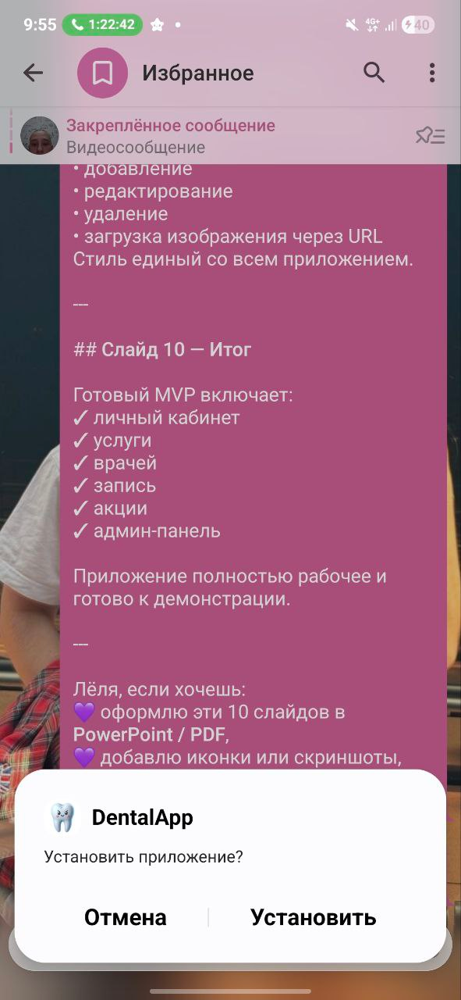 9:55 1:22:42 4G+ 40
Избранное
Закреплённое сообщение
Видеосообщение
• добавление
• редактирование
• удаление
• загрузка изображения через URL
Стиль единый со всем приложением.
---
## Слайд 10 — Итог
Готовый MVP включает:
✓ личный кабинет
✓ услуги
✓ врачей
✓ запись
✓ акции
✓ админ-панель
Приложение полностью рабочее и
готово к демонстрации.
---
Лёля, если хочешь:
💜 оформлю эти 10 слайдов в
PowerPoint / PDF,
💜 добавлю иконки или скриншоты,
DentalApp
Установить приложение?
Отмена Установить